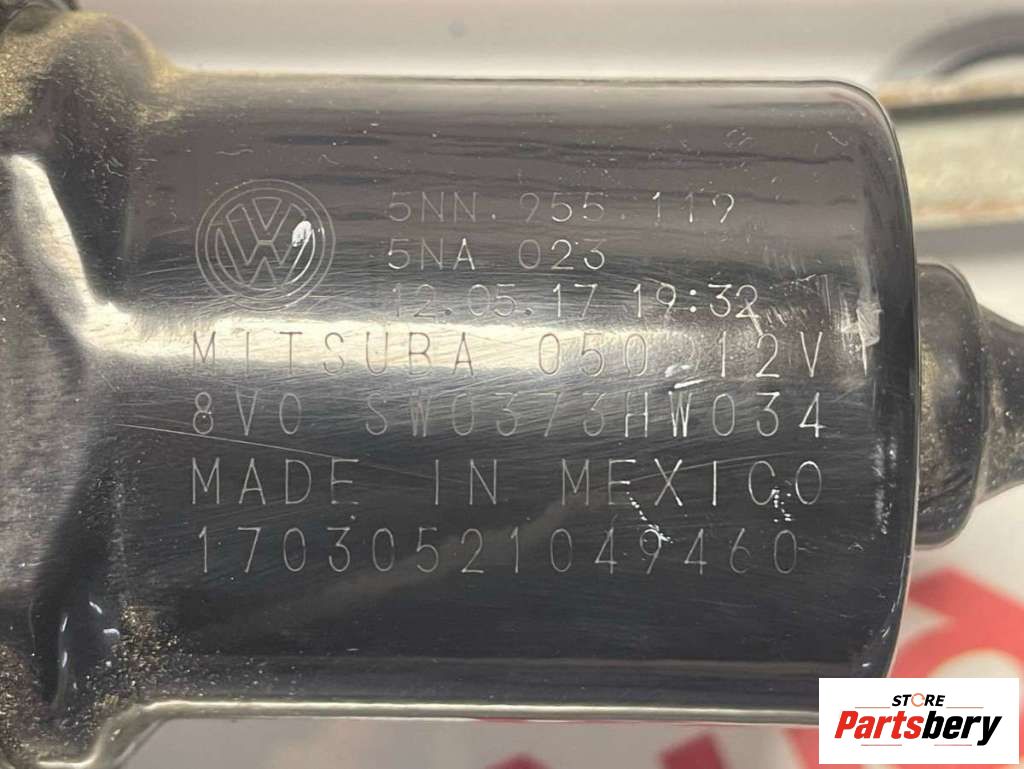 5NN.955.119
5NA 023
12.05.17 19:32
MITSUBA 050 12V
8V0 SW0373HW034
MADE IN MEXICO
17030521049460
STORE
Partsbery